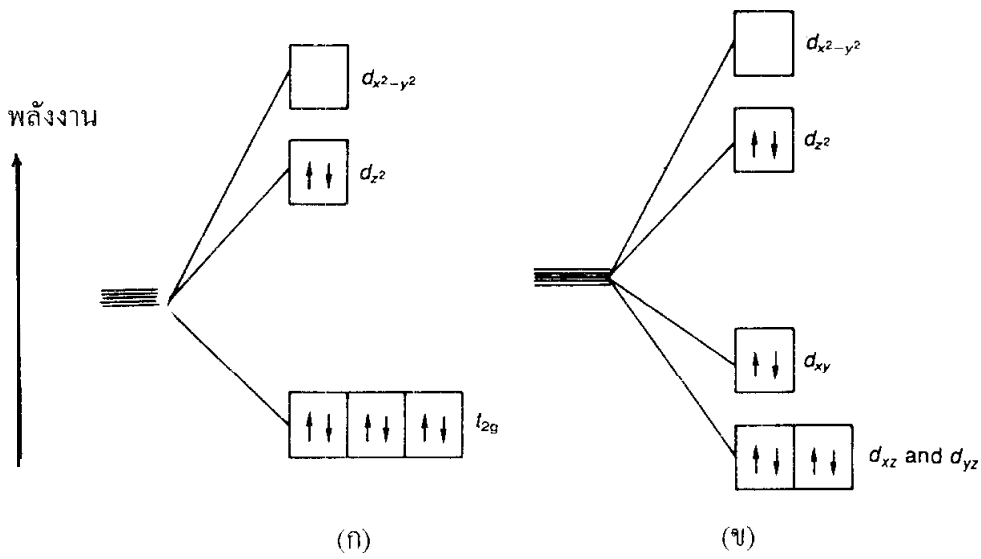 พลังงาน
d_{x²−y²}
d_{z²}
t_{2g}
(ก)
d_{x²−y²}
d_{z²}
d_{xy}
d_{xz} and d_{yz}
(ข)